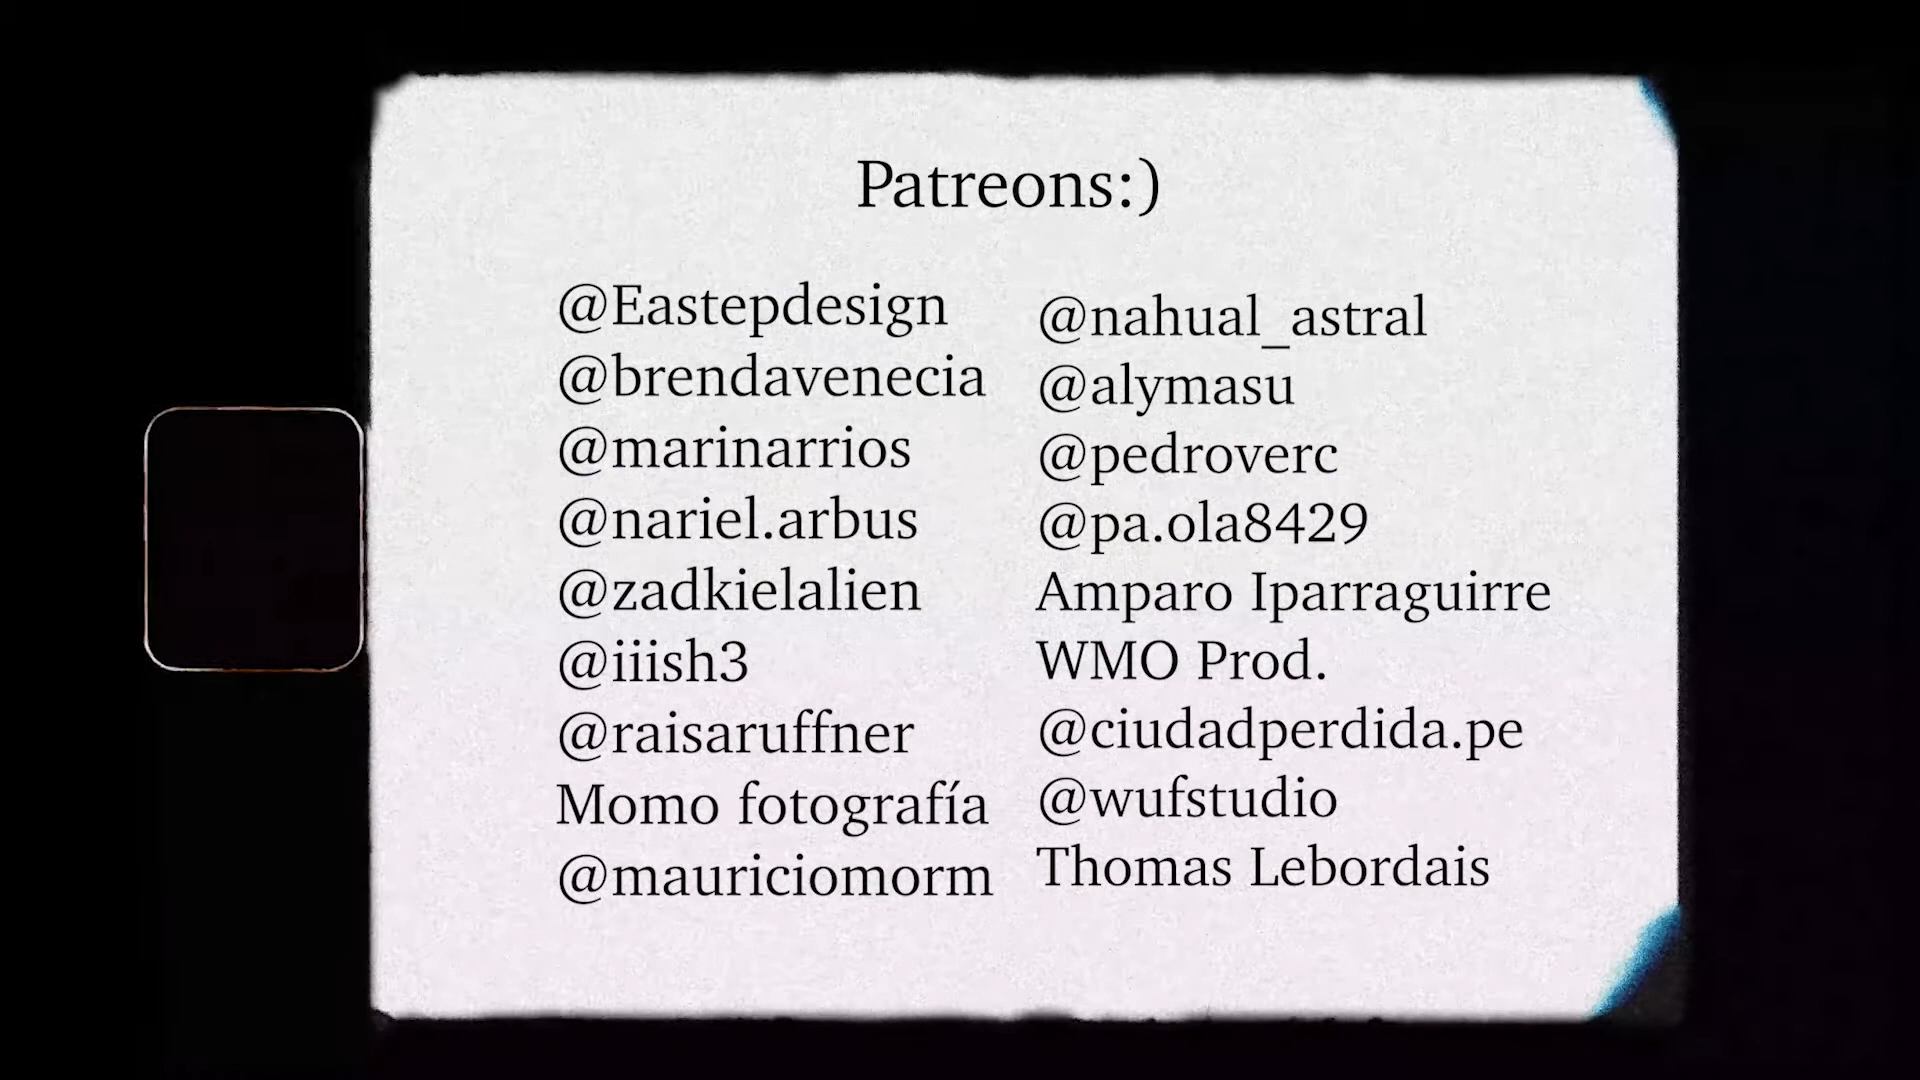 Patreons:)
@Eastepdesign
@brendavenecia
@marinarrios
@nariel.arbus
@zadkielalien
@iiish3
@raisaruffner
Momo fotografía
@mauriciomorm
@nahual_astral
@alymasu
@pedroverc
@pa.ola8429
Amparo Iparraguirre
WMO Prod.
@ciudadperdida.pe
@wufstudio
Thomas Lebordais